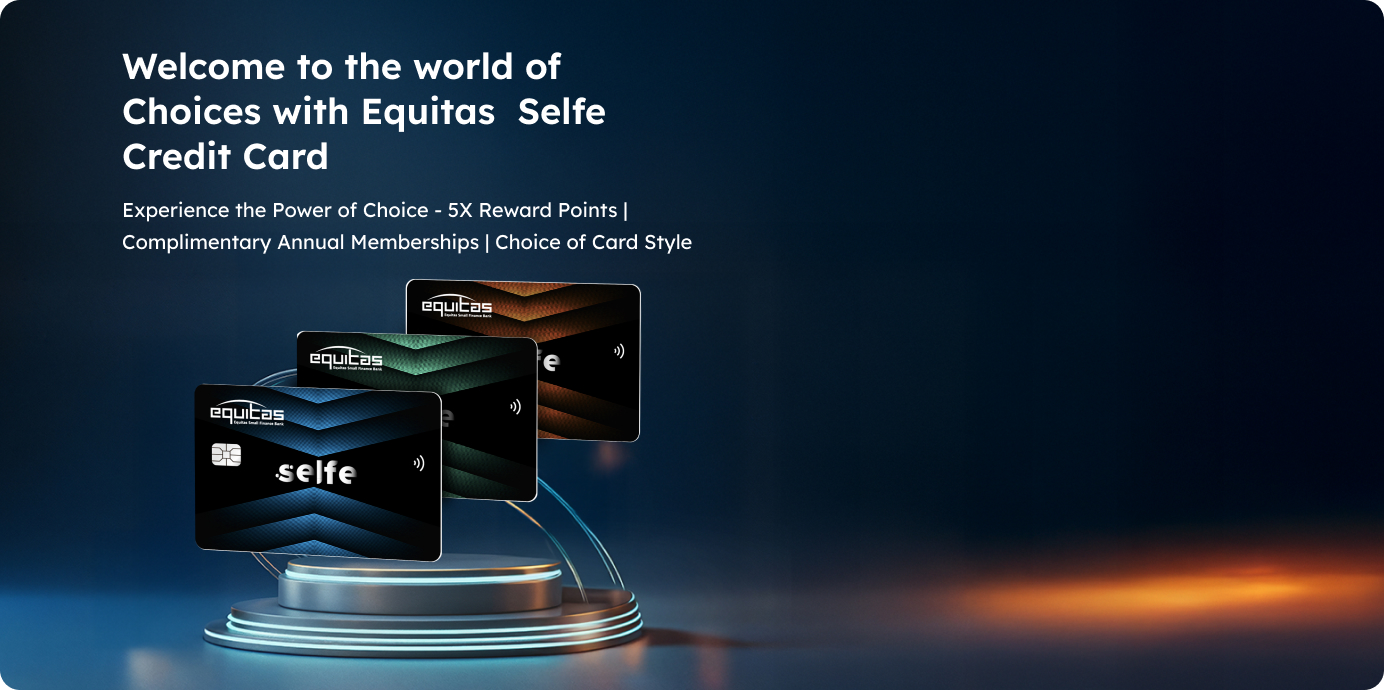 Welcome to the world of
Choices with Equitas Selfe
Credit Card
Experience the Power of Choice - 5X Reward Points |
Complimentary Annual Memberships | Choice of Card Style
equitas
Equitas Small Finance Bank
fe
equitas
Equitas Small Finance Bank
e
equitas
Equitas Small Finance Bank
selfe